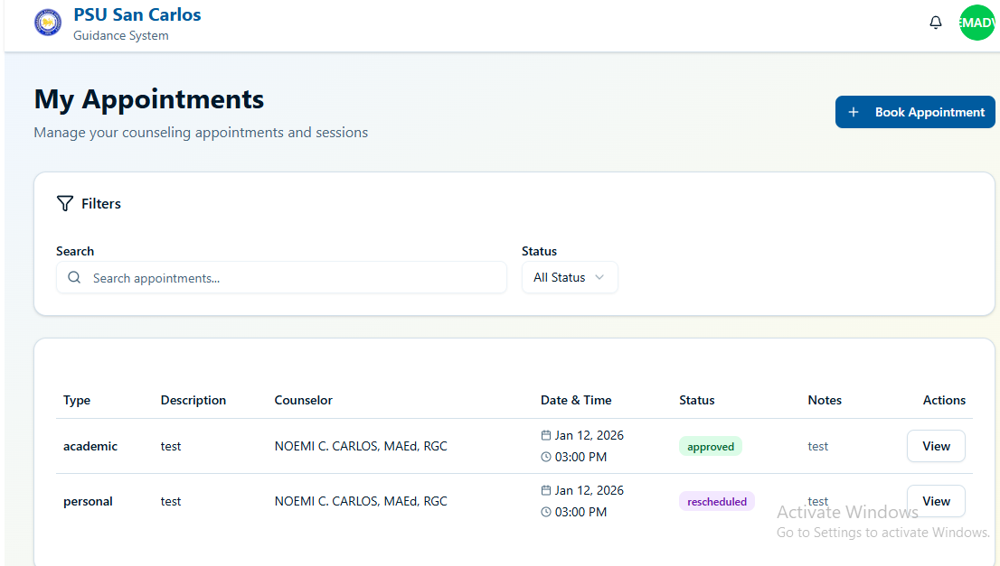 PSU San Carlos
Guidance System
My Appointments
Manage your counseling appointments and sessions
+ Book Appointment
Filters
Search
Status
Search appointments...
All Status
Type Description Counselor Date & Time Status Notes Actions
academic test NOEMI C. CARLOS, MAEd, RGC Jan 12, 2026 03:00 PM approved test View
personal test NOEMI C. CARLOS, MAEd, RGC Jan 12, 2026 03:00 PM rescheduled test View
Activate Windows
Go to Settings to activate Windows.